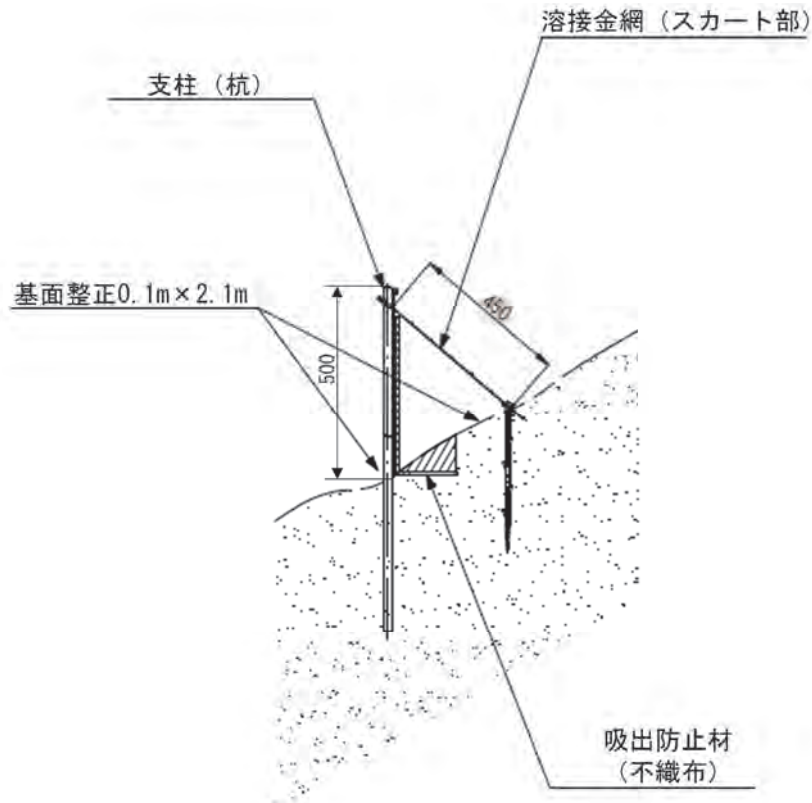 溶接金網（スカート部）
支柱（杭）
基面整正0.1m×2.1m
450
500
吸出防止材
（不織布）